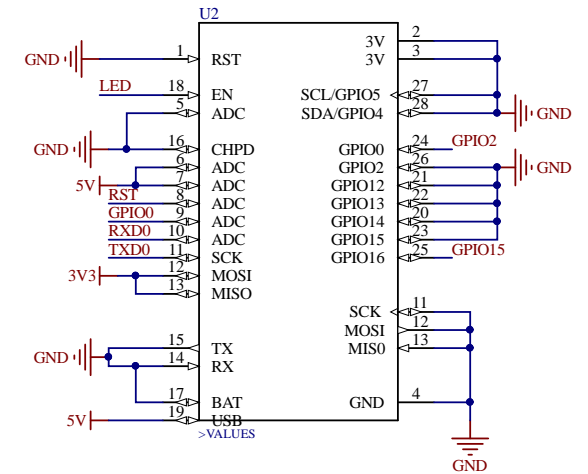 U2
GND
1
RST
LED
18
EN
5
ADC
GND
16
CHPD
6
ADC
5V
7
ADC
RST
8
ADC
GPIO0
9
ADC
RXD0
10
ADC
TXD0
11
SCK
3V3
12
MOSI
13
MISO
GND
15
TX
14
RX
17
BAT
5V
19
USB
>VALUES
3V
2
3V
3
SCL/GPIO5
27
SDA/GPIO4
28
GND
GPIO0
24
GPIO2
GPIO2
26
GND
GPIO12
21
GPIO13
22
GPIO14
20
GPIO15
23
GPIO16
25
GPIO15
SCK
11
MOSI
12
MIS0
13
GND
4
GND